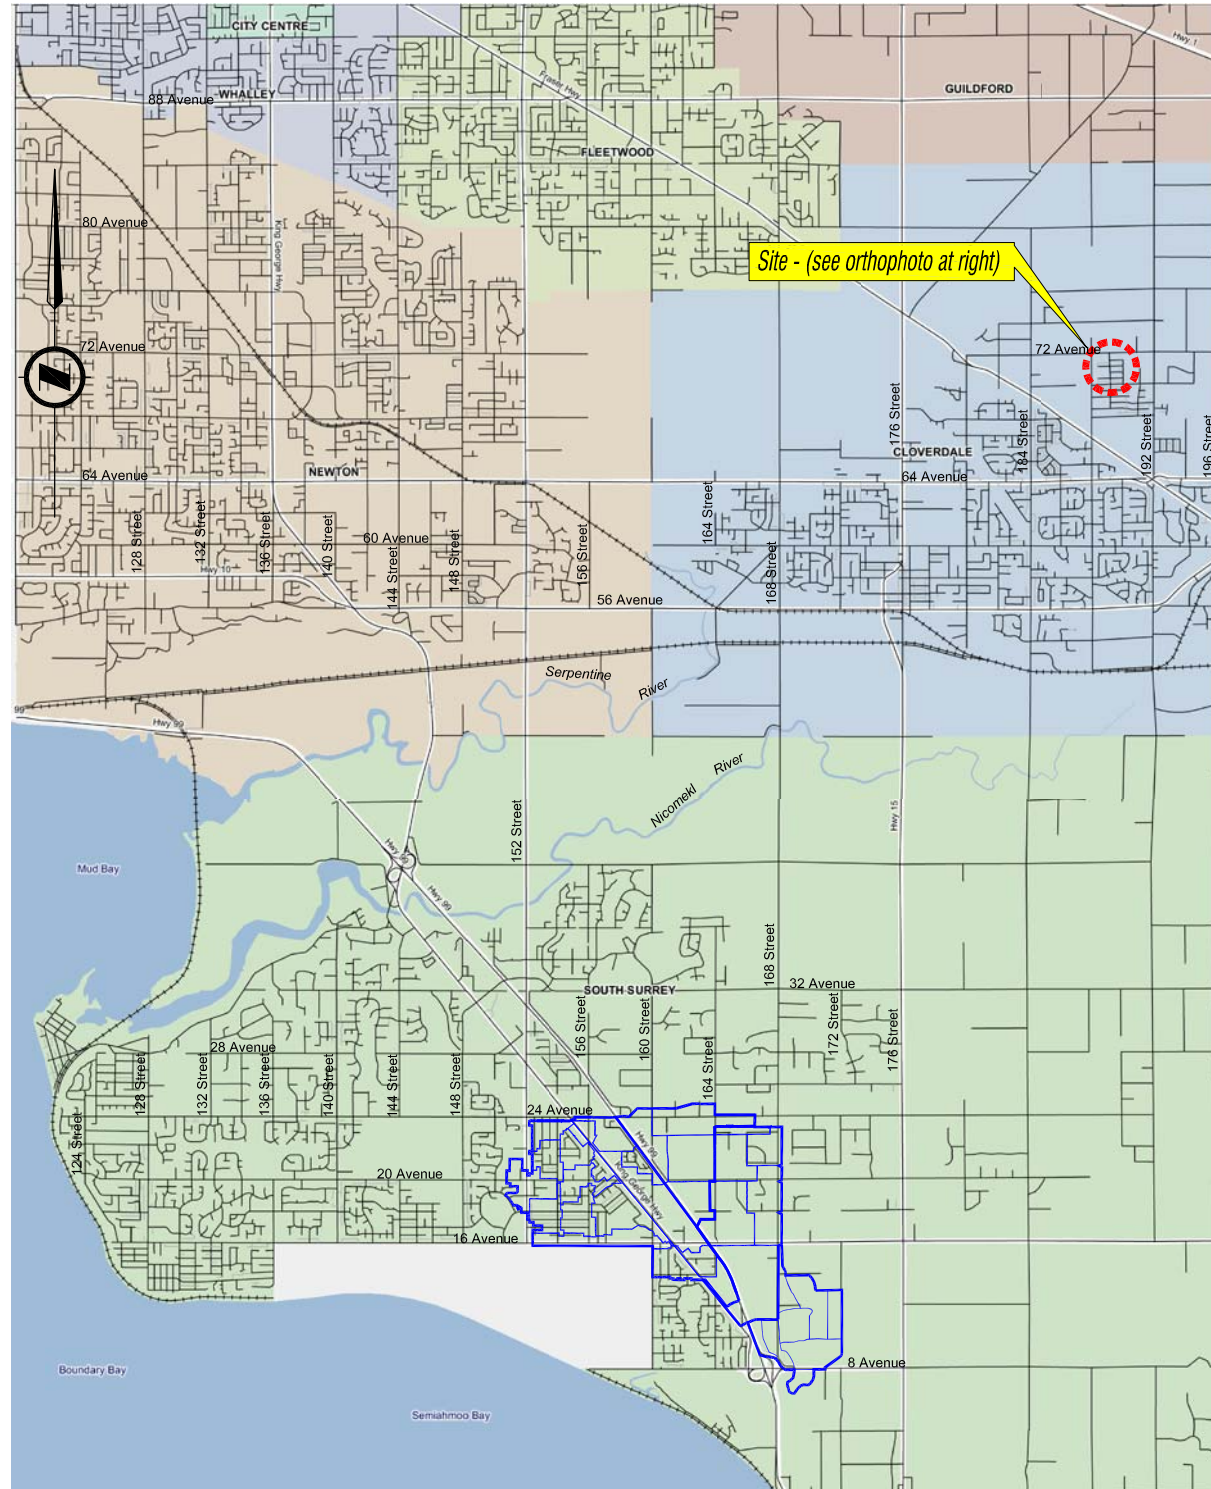 CITY CENTRE
Hwy. 1
Fraser Hwy
GUILDFORD
WHALLEY
88 Avenue
FLEETWOOD
80 Avenue
King George Hwy
Site - (see orthophoto at right)
72 Avenue
72 Avenue
176 Street
CLOVERDALE
184 Street
192 Street
196 Street
NEWTON
64 Avenue
64 Avenue
164 Street
128 Street
132 Street
136 Street
140 Street
60 Avenue
144 Street
148 Street
156 Street
168 Street
Hwy 10
56 Avenue
Serpentine
River
99
Hwy 99
River
Nicomekl
152 Street
Hwy 15
Hwy 99
Mud Bay
Hwy 99
168 Street
32 Avenue
SOUTH SURREY
156 Street
160 Street
172 Street
176 Street
28 Avenue
164 Street
128 Street
132 Street
136 Street
140 Street
144 Street
148 Street
24 Avenue
124 Street
Hwy 99
King George Hwy
20 Avenue
16 Avenue
8 Avenue
Boundary Bay
Semiahmoo Bay